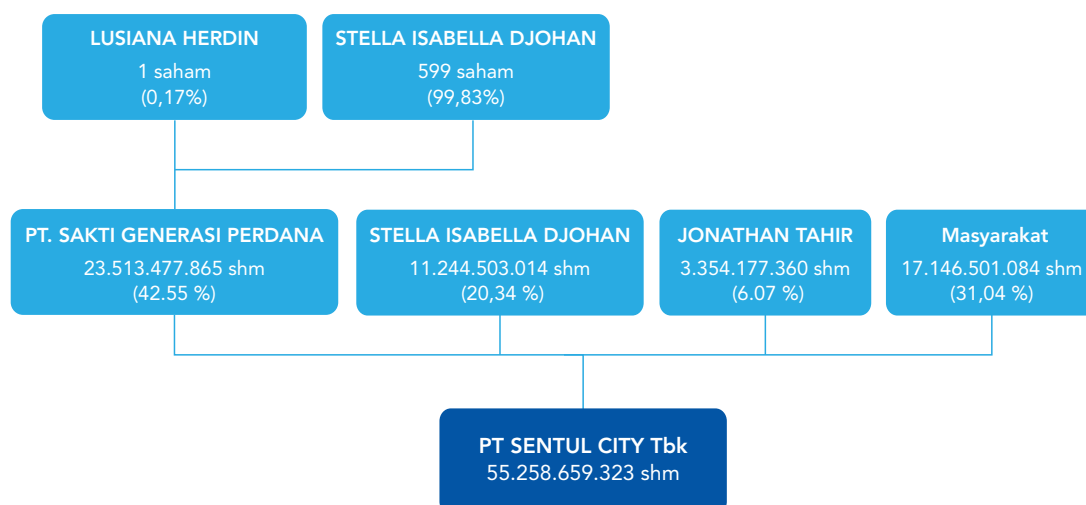 LUSIANA HERDIN
1 saham
(0,17%)
STELLA ISABELLA DJOHAN
599 saham
(99,83%)
PT. SAKTI GENERASI PERDANA
23.513.477.865 shm
(42.55 %)
STELLA ISABELLA DJOHAN
11.244.503.014 shm
(20,34 %)
JONATHAN TAHIR
3.354.177.360 shm
(6.07 %)
Masyarakat
17.146.501.084 shm
(31,04 %)
PT SENTUL CITY Tbk
55.258.659.323 shm